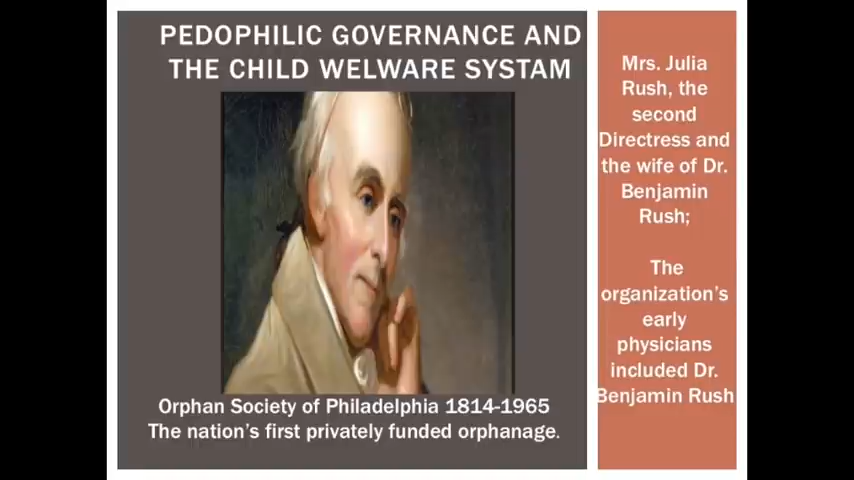 PEDOPHILIC GOVERNANCE AND
THE CHILD WELWARE SYSTAM
Orphan Society of Philadelphia 1814-1965
The nation's first privately funded orphanage.
Mrs. Julia
Rush, the
second
Directress and
the wife of Dr.
Benjamin
Rush;
The
organization's
early
physicians
included Dr.
Benjamin Rush